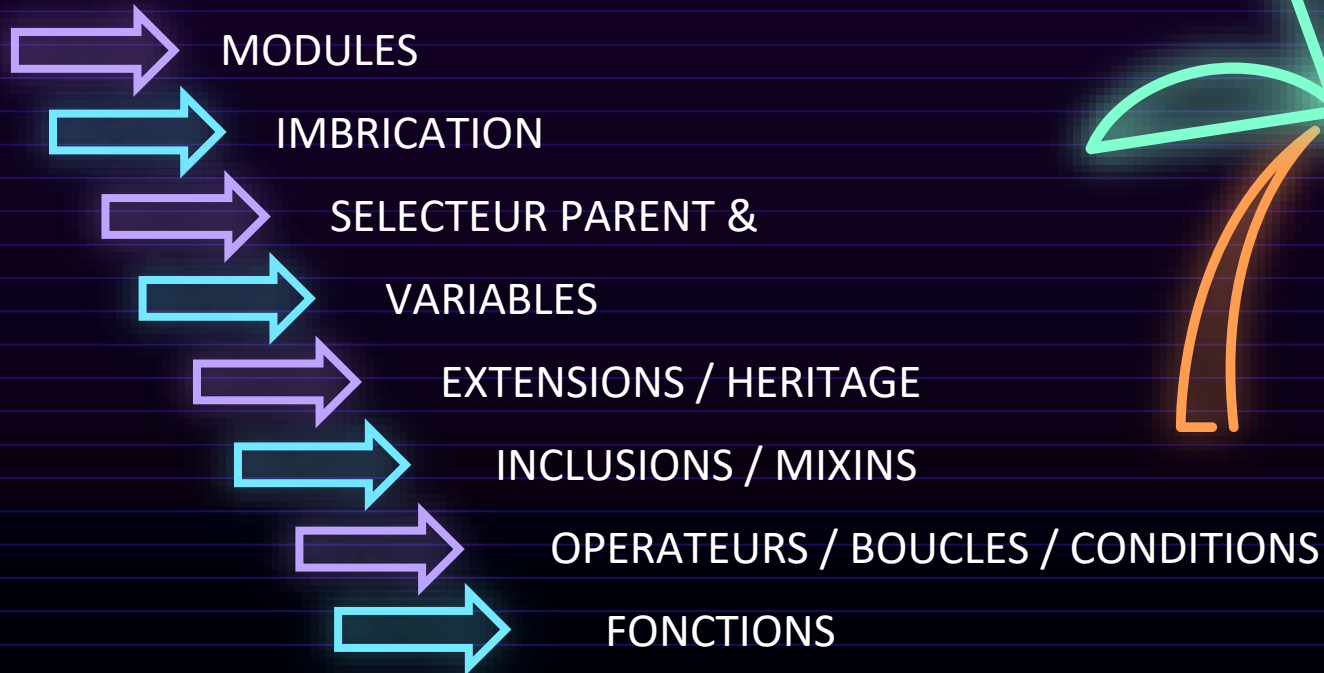 MODULES
IMBRICATION
SELECTEUR PARENT &
VARIABLES
EXTENSIONS / HERITAGE
INCLUSIONS / MIXINS
OPERATEURS / BOUCLES / CONDITIONS
FONCTIONS